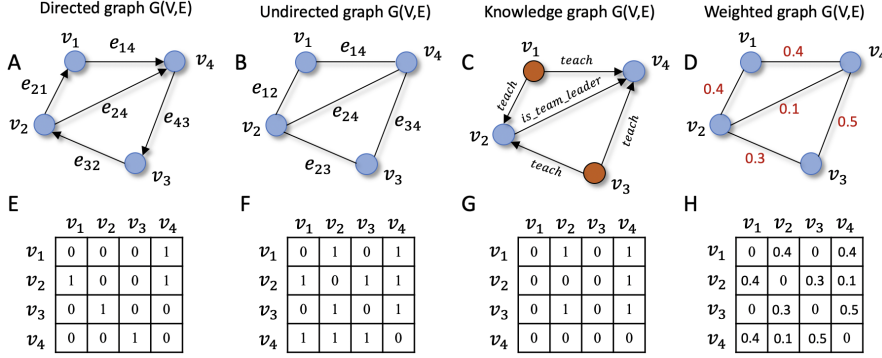 Directed graph G(V,E)
Undirected graph G(V,E)
Knowledge graph G(V,E)
Weighted graph G(V,E)
A
v1
e14
v4
e21
e24
e43
v2
e32
v3
B
v1
e14
v4
e12
e24
e34
v2
e23
v3
C
v1
teach
v4
teach
is_team_leader
v2
teach
teach
v3
D
v1
0.4
0.4
0.1
0.5
v2
0.3
v3
E
v1 v2 v3 v4
v1 0 0 0 1
v2 1 0 0 1
v3 0 1 0 0
v4 0 0 1 0
F
v1 v2 v3 v4
v1 0 1 0 1
v2 1 0 1 1
v3 0 1 0 1
v4 1 1 1 0
G
v1 v2 v3 v4
v1 0 1 0 1
v2 0 0 0 1
v3 0 1 0 1
v4 0 0 0 0
H
v1 v2 v3 v4
v1 0 0.4 0 0.4
v2 0.4 0 0.3 0.1
v3 0 0.3 0 0.5
v4 0.4 0.1 0.5 0